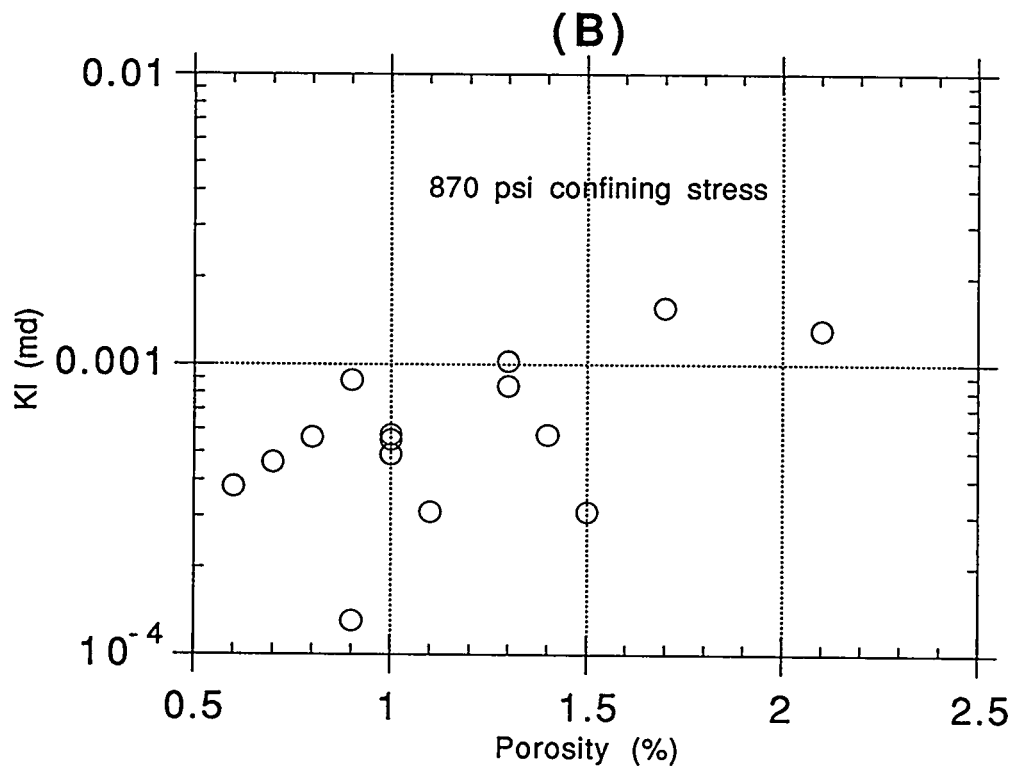 (B)
0.01
870 psi confining stress
Kl (md)
0.001
10-4
0.5 1 1.5 2 2.5
Porosity (%)